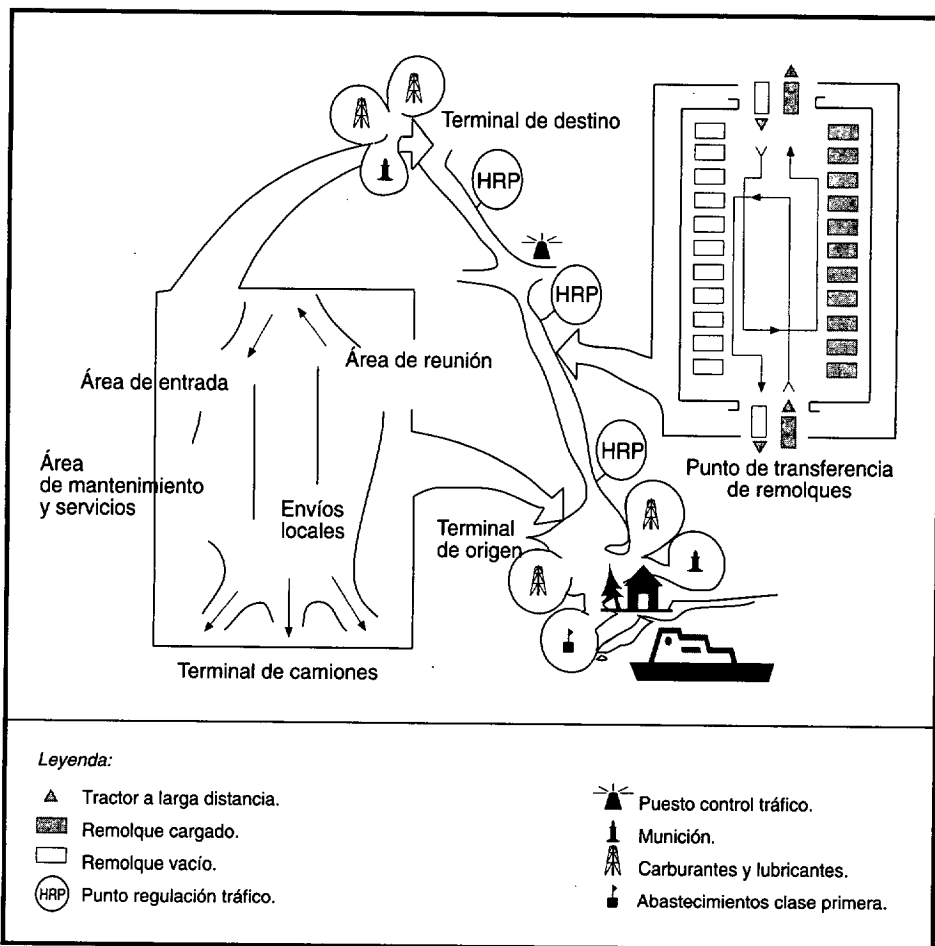 Terminal de destino
HRP
HRP
Área de reunión
Área de entrada
Área
de mantenimiento
y servicios
Envíos
locales
HRP
Punto de transferencia
de remolques
Terminal
de origen
Terminal de camiones
Leyenda:
Tractor a larga distancia.
Remolque cargado.
Remolque vacío.
HRP Punto regulación tráfico.
Puesto control tráfico.
Munición.
Carburantes y lubricantes.
Abastecimientos clase primera.